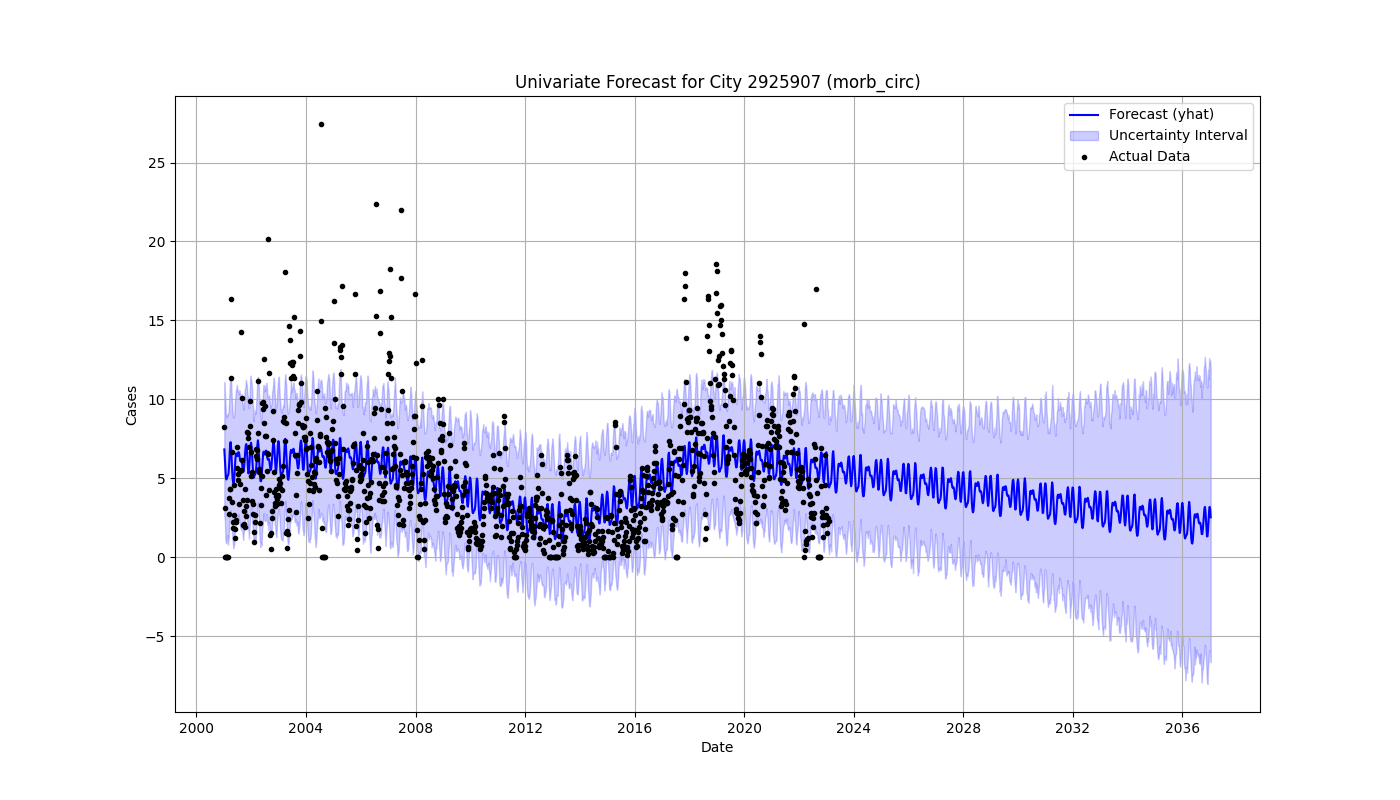 Univariate Forecast for City 2925907 (morb_circ)
Forecast (yhat)
Uncertainty Interval
Actual Data
Cases
25
20
15
10
5
0
−5
2000 2004 2008 2012 2016 2020 2024 2028 2032 2036
Date